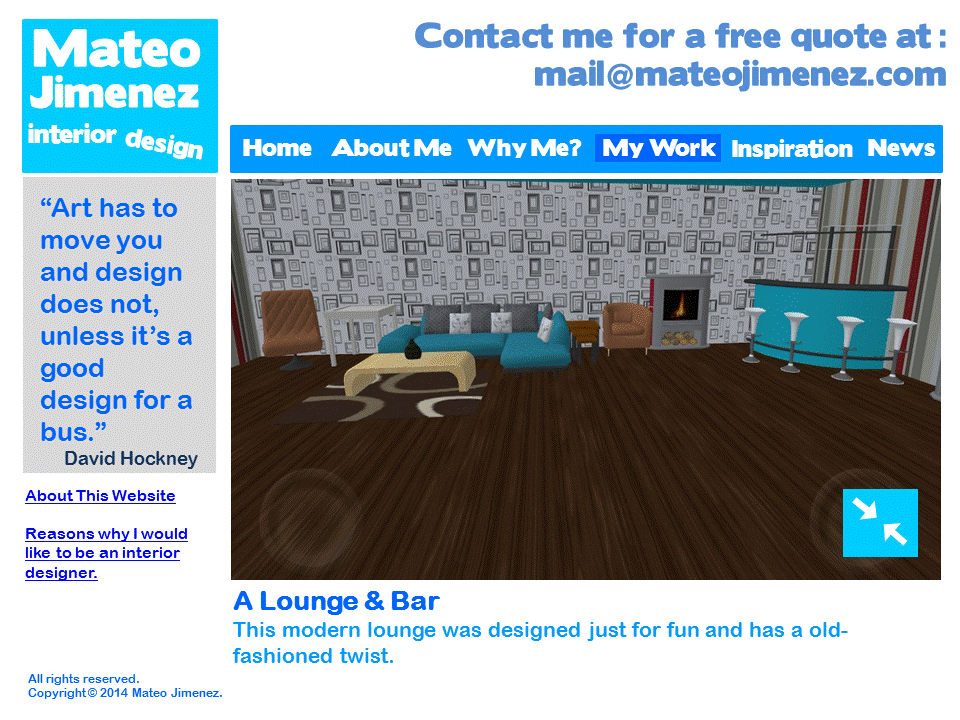 Mateo
Jimenez
interior design
Contact me for a free quote at :
mail@mateojimenez.com
Home About Me Why Me? My Work Inspiration News
“Art has to
move you
and design
does not,
unless it’s a
good
design for a
bus.”
David Hockney
About This Website
Reasons why I would
like to be an interior
designer.
A Lounge & Bar
This modern lounge was designed just for fun and has a old-
fashioned twist.
All rights reserved.
Copyright © 2014 Mateo Jimenez.